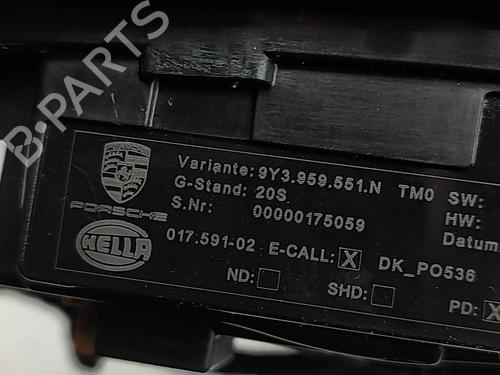 B-PARTS
Variante: 9Y3.959.551.N TM0 SW:
G-Stand: 20S HW:
S.Nr: 00000175059 Datum
PORSCHE
HELLA
017.591-02 E-CALL: X DK_PO536
ND: SHD: PD: X